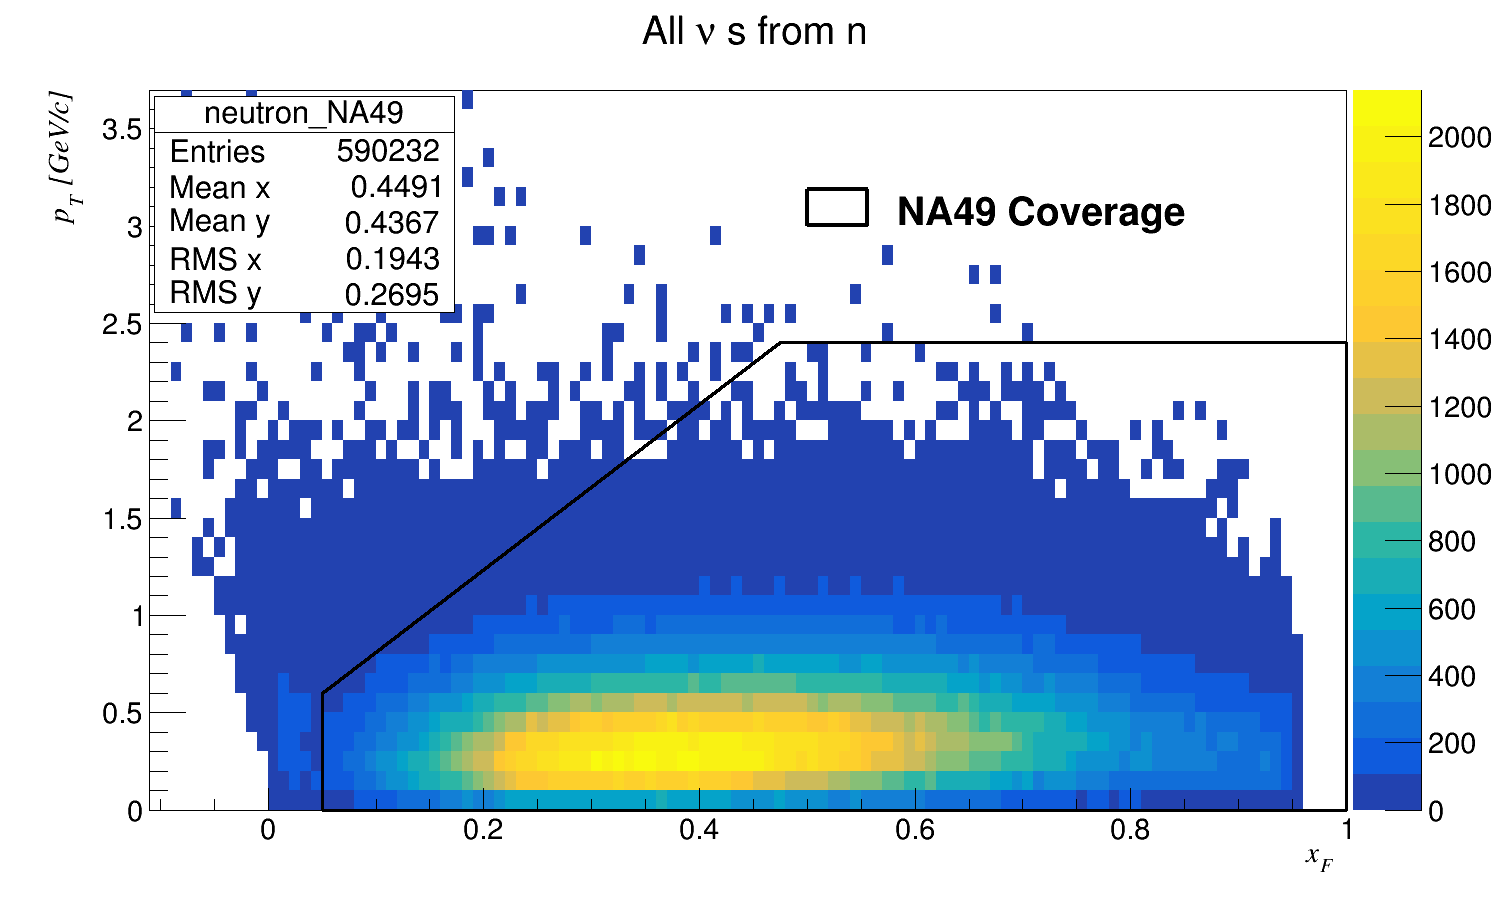 All ν s from n
neutron_NA49
Entries 590232
Mean x 0.4491
Mean y 0.4367
RMS x 0.1943
RMS y 0.2695
NA49 Coverage
p_T [GeV/c]
3.5
3
2.5
2
1.5
1
0.5
0
0 0.2 0.4 0.6 0.8 1
x_F
2000
1800
1600
1400
1200
1000
800
600
400
200
0